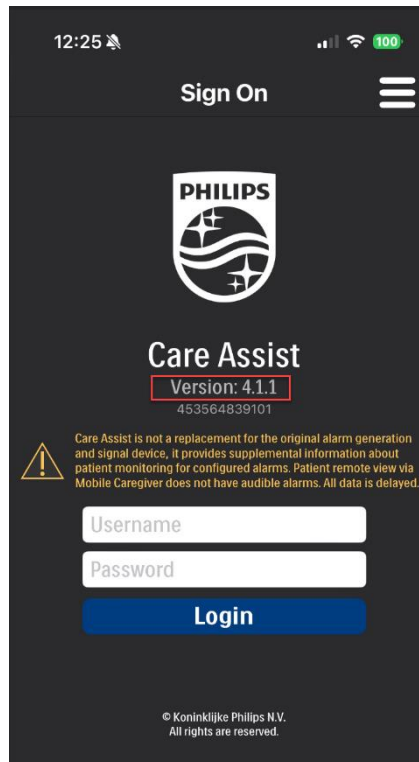 12:25
100
Sign On
PHILIPS
Care Assist
Version: 4.1.1
453564839101
Care Assist is not a replacement for the original alarm generation
and signal device, it provides supplemental information about
patient monitoring for configured alarms. Patient remote view via
Mobile Caregiver does not have audible alarms. All data is delayed.
Username
Password
Login
© Koninklijke Philips N.V.
All rights are reserved.